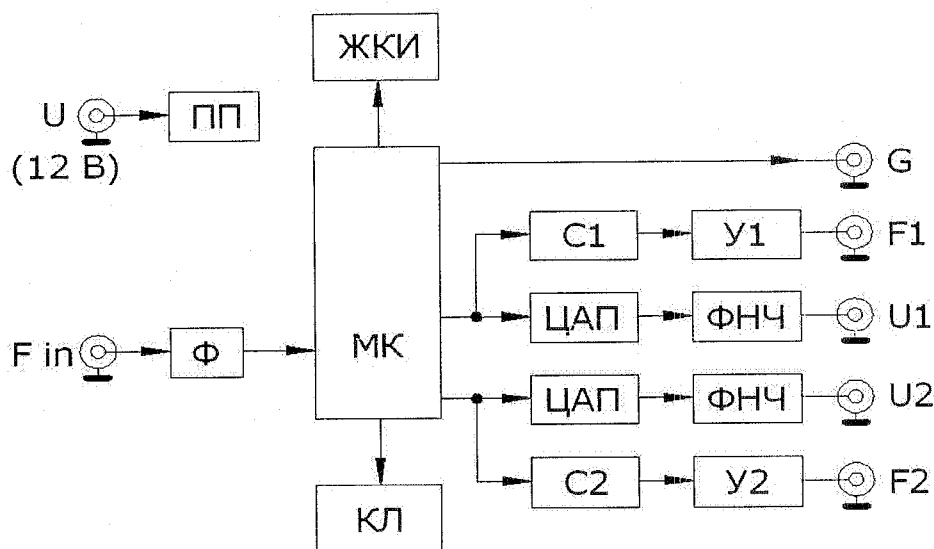 ЖКИ
U
ПП
(12 В)
G
С1
У1
F1
ЦАП
ФНЧ
U1
F in
Ф
МК
ЦАП
ФНЧ
U2
С2
У2
F2
КЛ